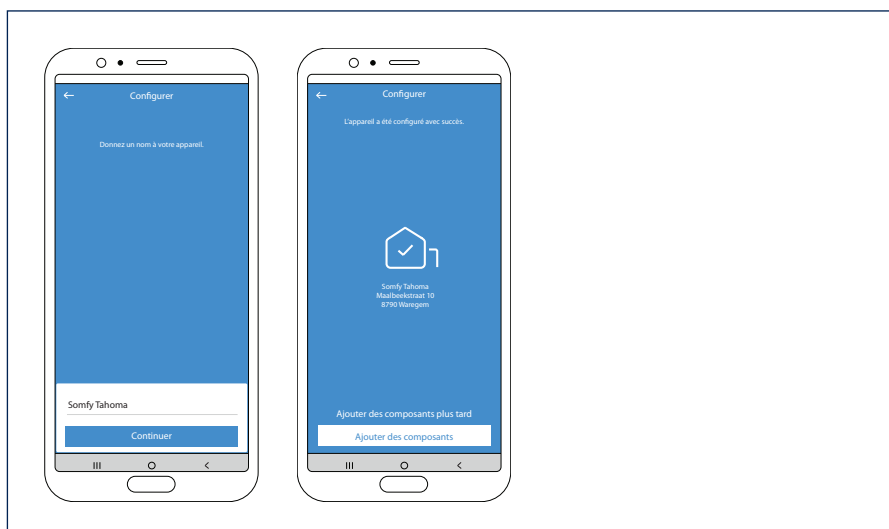 Configurer
Donnez un nom à votre appareil.
Somfy Tahoma
Continuer
Configurer
L'appareil a été configuré avec succès.
Somfy Tahoma
Maalbeekstraat 10
8790 Waregem
Ajouter des composants plus tard
Ajouter des composants